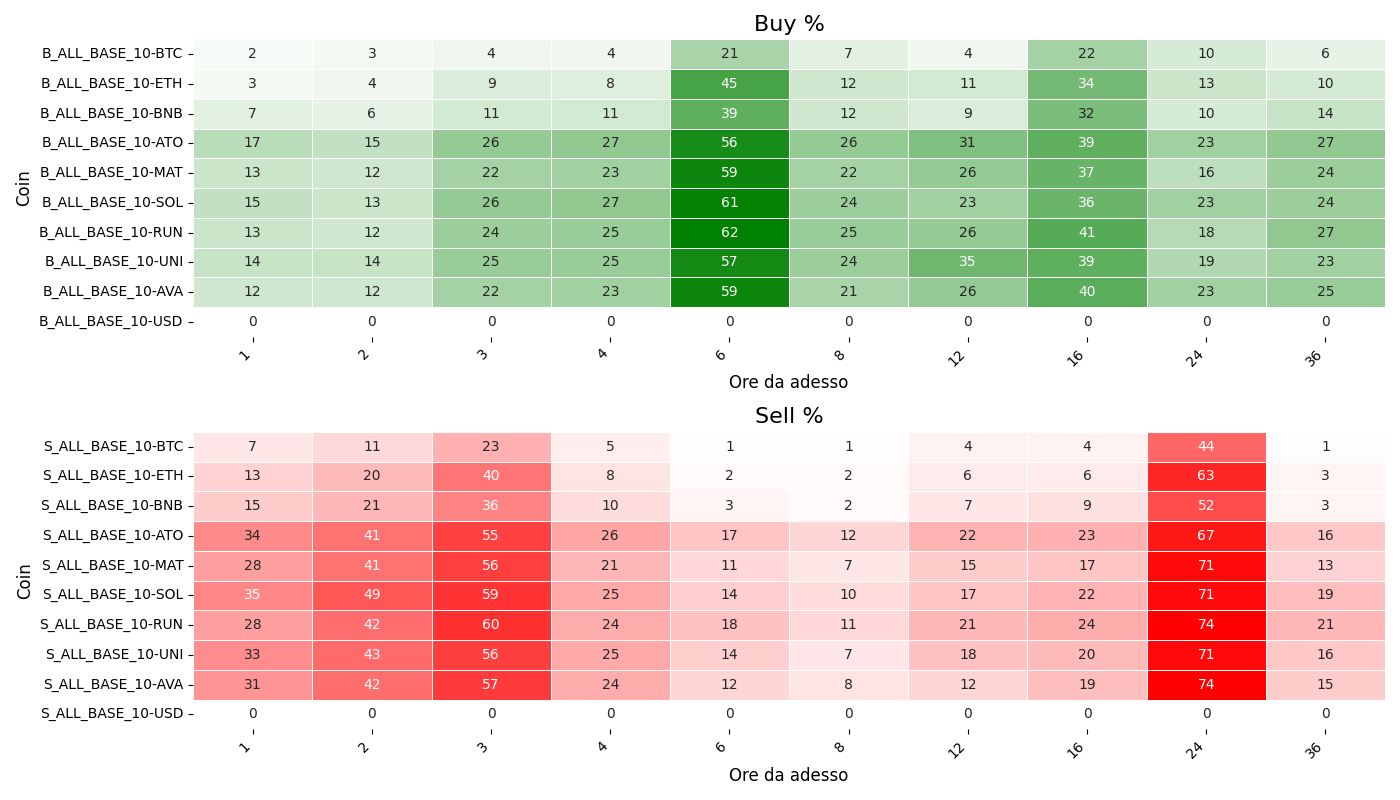 Buy %
Coin
B_ALL_BASE_10-BTC 2 3 4 4 21 7 4 22 10 6
B_ALL_BASE_10-ETH 3 4 9 8 45 12 11 34 13 10
B_ALL_BASE_10-BNB 7 6 11 11 39 12 9 32 10 14
B_ALL_BASE_10-ATO 17 15 26 27 56 26 31 39 23 27
B_ALL_BASE_10-MAT 13 12 22 23 59 22 26 37 16 24
B_ALL_BASE_10-SOL 15 13 26 27 61 24 23 36 23 24
B_ALL_BASE_10-RUN 13 12 24 25 62 25 26 41 18 27
B_ALL_BASE_10-UNI 14 14 25 25 57 24 35 39 19 23
B_ALL_BASE_10-AVA 12 12 22 23 59 21 26 40 23 25
B_ALL_BASE_10-USD 0 0 0 0 0 0 0 0 0 0
1 2 3 4 6 8 12 16 24 36
Ore da adesso
Sell %
Coin
S_ALL_BASE_10-BTC 7 11 23 5 1 1 4 4 44 1
S_ALL_BASE_10-ETH 13 20 40 8 2 2 6 6 63 3
S_ALL_BASE_10-BNB 15 21 36 10 3 2 7 9 52 3
S_ALL_BASE_10-ATO 34 41 55 26 17 12 22 23 67 16
S_ALL_BASE_10-MAT 28 41 56 21 11 7 15 17 71 13
S_ALL_BASE_10-SOL 35 49 59 25 14 10 17 22 71 19
S_ALL_BASE_10-RUN 28 42 60 24 18 11 21 24 74 21
S_ALL_BASE_10-UNI 33 43 56 25 14 7 18 20 71 16
S_ALL_BASE_10-AVA 31 42 57 24 12 8 12 19 74 15
S_ALL_BASE_10-USD 0 0 0 0 0 0 0 0 0 0
1 2 3 4 6 8 12 16 24 36
Ore da adesso